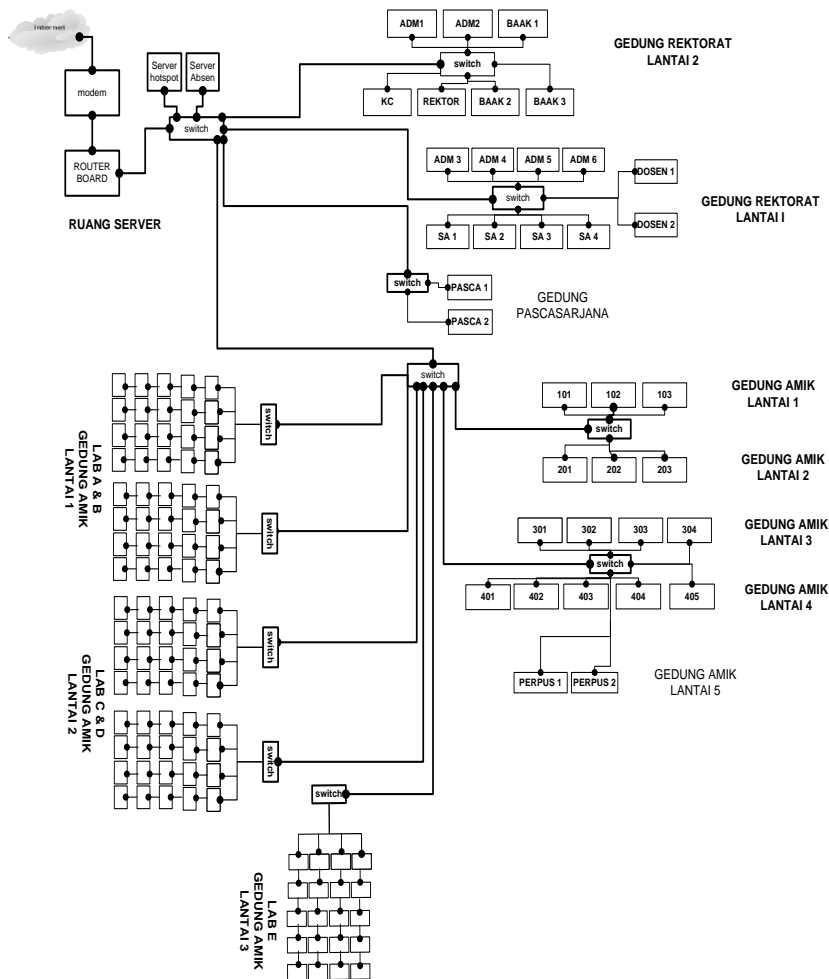 Internet
modem
ROUTER
BOARD
RUANG SERVER
Server
hotspot
Server
Absen
switch
ADM1
ADM2
BAAK 1
switch
KC
REKTOR
BAAK 2
BAAK 3
GEDUNG REKTORAT
LANTAI 2
ADM 3
ADM 4
ADM 5
ADM 6
switch
SA 1
SA 2
SA 3
SA 4
DOSEN 1
DOSEN 2
GEDUNG REKTORAT
LANTAI I
switch
PASCA 1
PASCA 2
GEDUNG
PASCASARJANA
switch
101
102
103
switch
201
202
203
GEDUNG AMIK
LANTAI 1
GEDUNG AMIK
LANTAI 2
301
302
303
304
switch
401
402
403
404
405
GEDUNG AMIK
LANTAI 3
GEDUNG AMIK
LANTAI 4
PERPUS 1
PERPUS 2
GEDUNG AMIK
LANTAI 5
switch
switch
LAB A & B
GEDUNG AMIK
LANTAI 1
switch
switch
LAB C & D
GEDUNG AMIK
LANTAI 2
switch
LAB E
GEDUNG AMIK
LANTAI 3